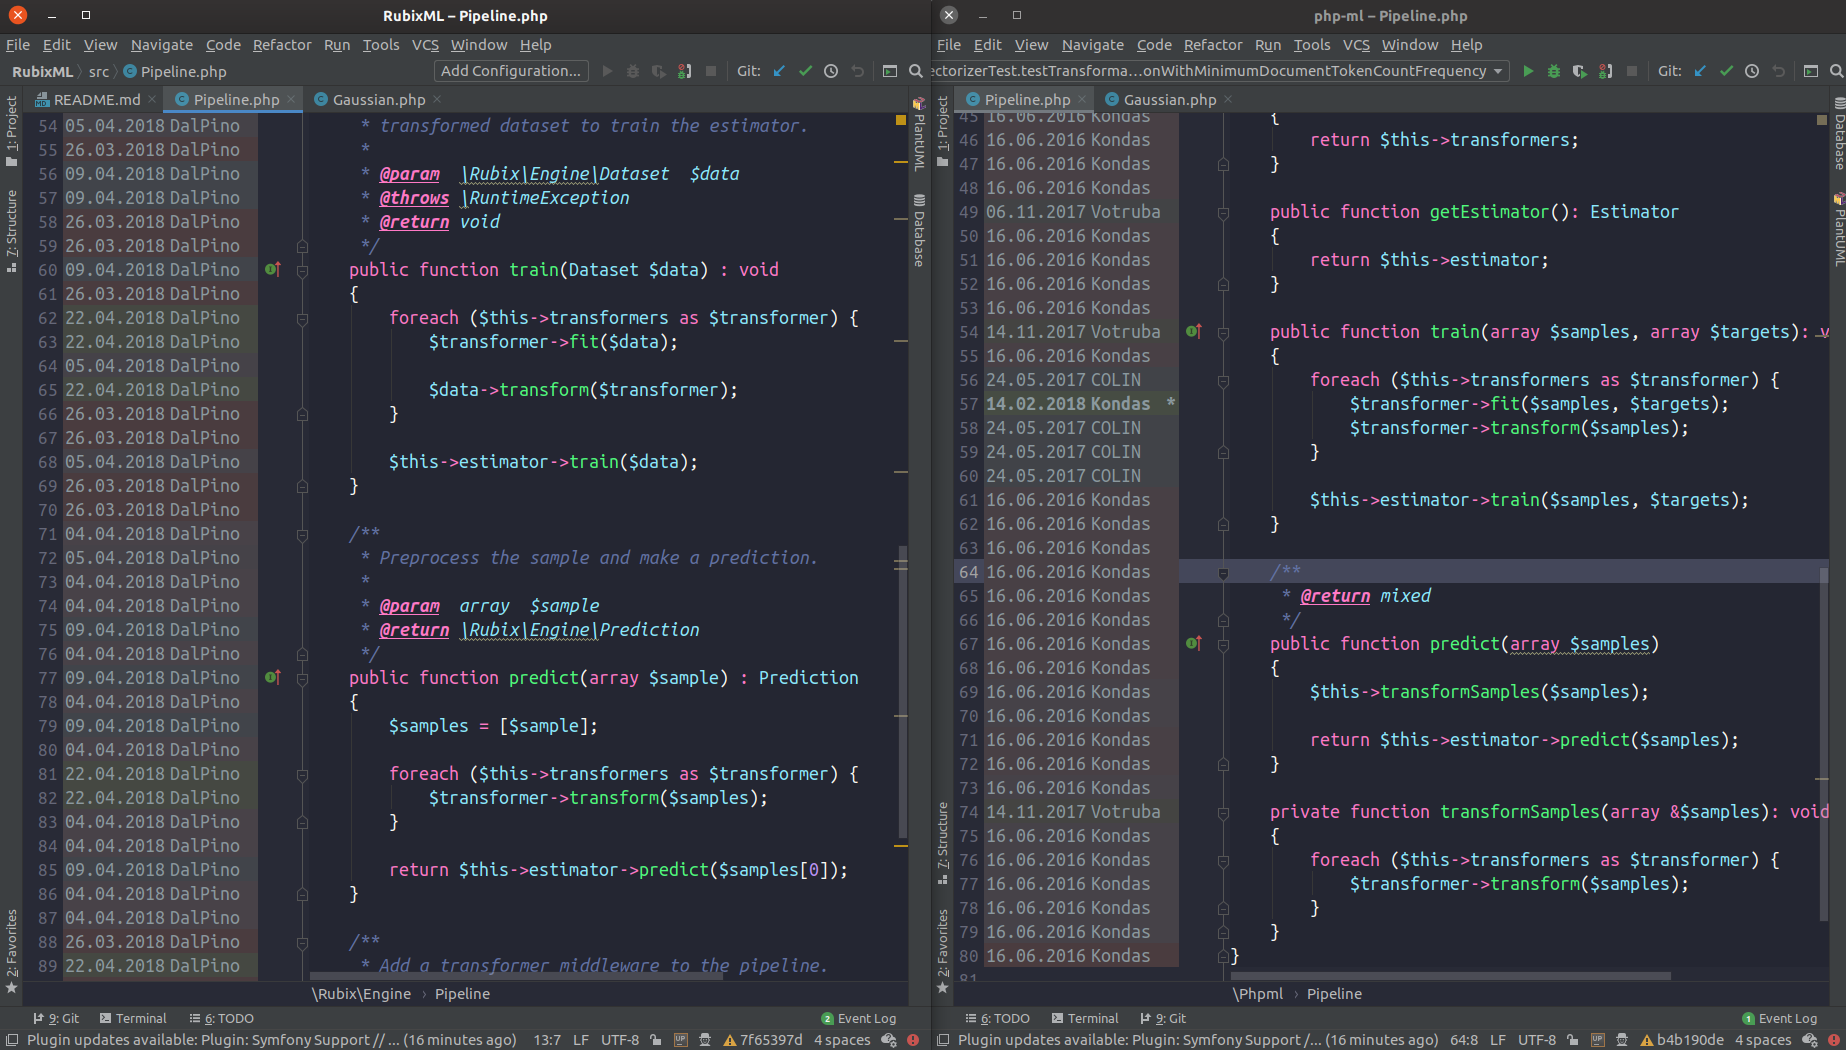 RubixML – Pipeline.php
File Edit View Navigate Code Refactor Run Tools VCS Window Help
RubixML src Pipeline.php Add Configuration... Git:
README.md Pipeline.php Gaussian.php
1: Project
7: Structure
2: Favorites
PlantUML
Database
54 05.04.2018 DalPino * transformed dataset to train the estimator.
55 26.03.2018 DalPino *
56 09.04.2018 DalPino * @param \Rubix\Engine\Dataset $data
57 09.04.2018 DalPino * @throws \RuntimeException
58 26.03.2018 DalPino * @return void
59 26.03.2018 DalPino */
60 09.04.2018 DalPino public function train(Dataset $data) : void
61 26.03.2018 DalPino {
62 22.04.2018 DalPino foreach ($this->transformers as $transformer) {
63 22.04.2018 DalPino $transformer->fit($data);
64 05.04.2018 DalPino
65 22.04.2018 DalPino $data->transform($transformer);
66 26.03.2018 DalPino }
67 26.03.2018 DalPino
68 05.04.2018 DalPino $this->estimator->train($data);
69 26.03.2018 DalPino }
70 26.03.2018 DalPino
71 04.04.2018 DalPino /**
72 05.04.2018 DalPino * Preprocess the sample and make a prediction.
73 04.04.2018 DalPino *
74 04.04.2018 DalPino * @param array $sample
75 09.04.2018 DalPino * @return \Rubix\Engine\Prediction
76 04.04.2018 DalPino */
77 09.04.2018 DalPino public function predict(array $sample) : Prediction
78 04.04.2018 DalPino {
79 09.04.2018 DalPino $samples = [$sample];
80 04.04.2018 DalPino
81 22.04.2018 DalPino foreach ($this->transformers as $transformer) {
82 22.04.2018 DalPino $transformer->transform($samples);
83 04.04.2018 DalPino }
84 04.04.2018 DalPino
85 09.04.2018 DalPino return $this->estimator->predict($samples[0]);
86 04.04.2018 DalPino }
87 04.04.2018 DalPino
88 26.03.2018 DalPino /**
89 22.04.2018 DalPino * Add a transformer middleware to the pipeline.
\Rubix\Engine › Pipeline
9: Git Terminal 6: TODO 2 Event Log
Plugin updates available: Plugin: Symfony Support // ... (16 minutes ago) 13:7 LF UTF-8 UP 7f65397d 4 spaces
php-ml – Pipeline.php
File Edit View Navigate Code Refactor Run Tools VCS Window Help
ectorizerTest.testTransforma...onWithMinimumDocumentTokenCountFrequency Git:
Pipeline.php Gaussian.php
1: Project
7: Structure
2: Favorites
Database
PlantUML
45 16.06.2016 Kondas {
46 16.06.2016 Kondas return $this->transformers;
47 16.06.2016 Kondas }
48 16.06.2016 Kondas
49 06.11.2017 Votruba public function getEstimator(): Estimator
50 16.06.2016 Kondas {
51 16.06.2016 Kondas return $this->estimator;
52 16.06.2016 Kondas }
53 16.06.2016 Kondas
54 14.11.2017 Votruba public function train(array $samples, array $targets): v
55 16.06.2016 Kondas {
56 24.05.2017 COLIN foreach ($this->transformers as $transformer) {
57 14.02.2018 Kondas * $transformer->fit($samples, $targets);
58 24.05.2017 COLIN $transformer->transform($samples);
59 24.05.2017 COLIN }
60 24.05.2017 COLIN
61 16.06.2016 Kondas $this->estimator->train($samples, $targets);
62 16.06.2016 Kondas }
63 16.06.2016 Kondas
64 16.06.2016 Kondas /**
65 16.06.2016 Kondas * @return mixed
66 16.06.2016 Kondas */
67 16.06.2016 Kondas public function predict(array $samples)
68 16.06.2016 Kondas {
69 16.06.2016 Kondas $this->transformSamples($samples);
70 16.06.2016 Kondas
71 16.06.2016 Kondas return $this->estimator->predict($samples);
72 16.06.2016 Kondas }
73 16.06.2016 Kondas
74 14.11.2017 Votruba private function transformSamples(array &$samples): void
75 16.06.2016 Kondas {
76 16.06.2016 Kondas foreach ($this->transformers as $transformer) {
77 16.06.2016 Kondas $transformer->transform($samples);
78 16.06.2016 Kondas }
79 16.06.2016 Kondas }
80 16.06.2016 Kondas }
81
\Phpml › Pipeline
6: TODO Terminal 9: Git 1 Event Log
Plugin updates available: Plugin: Symfony Support /... (16 minutes ago) 64:8 LF UTF-8 UP b4b190de 4 spaces